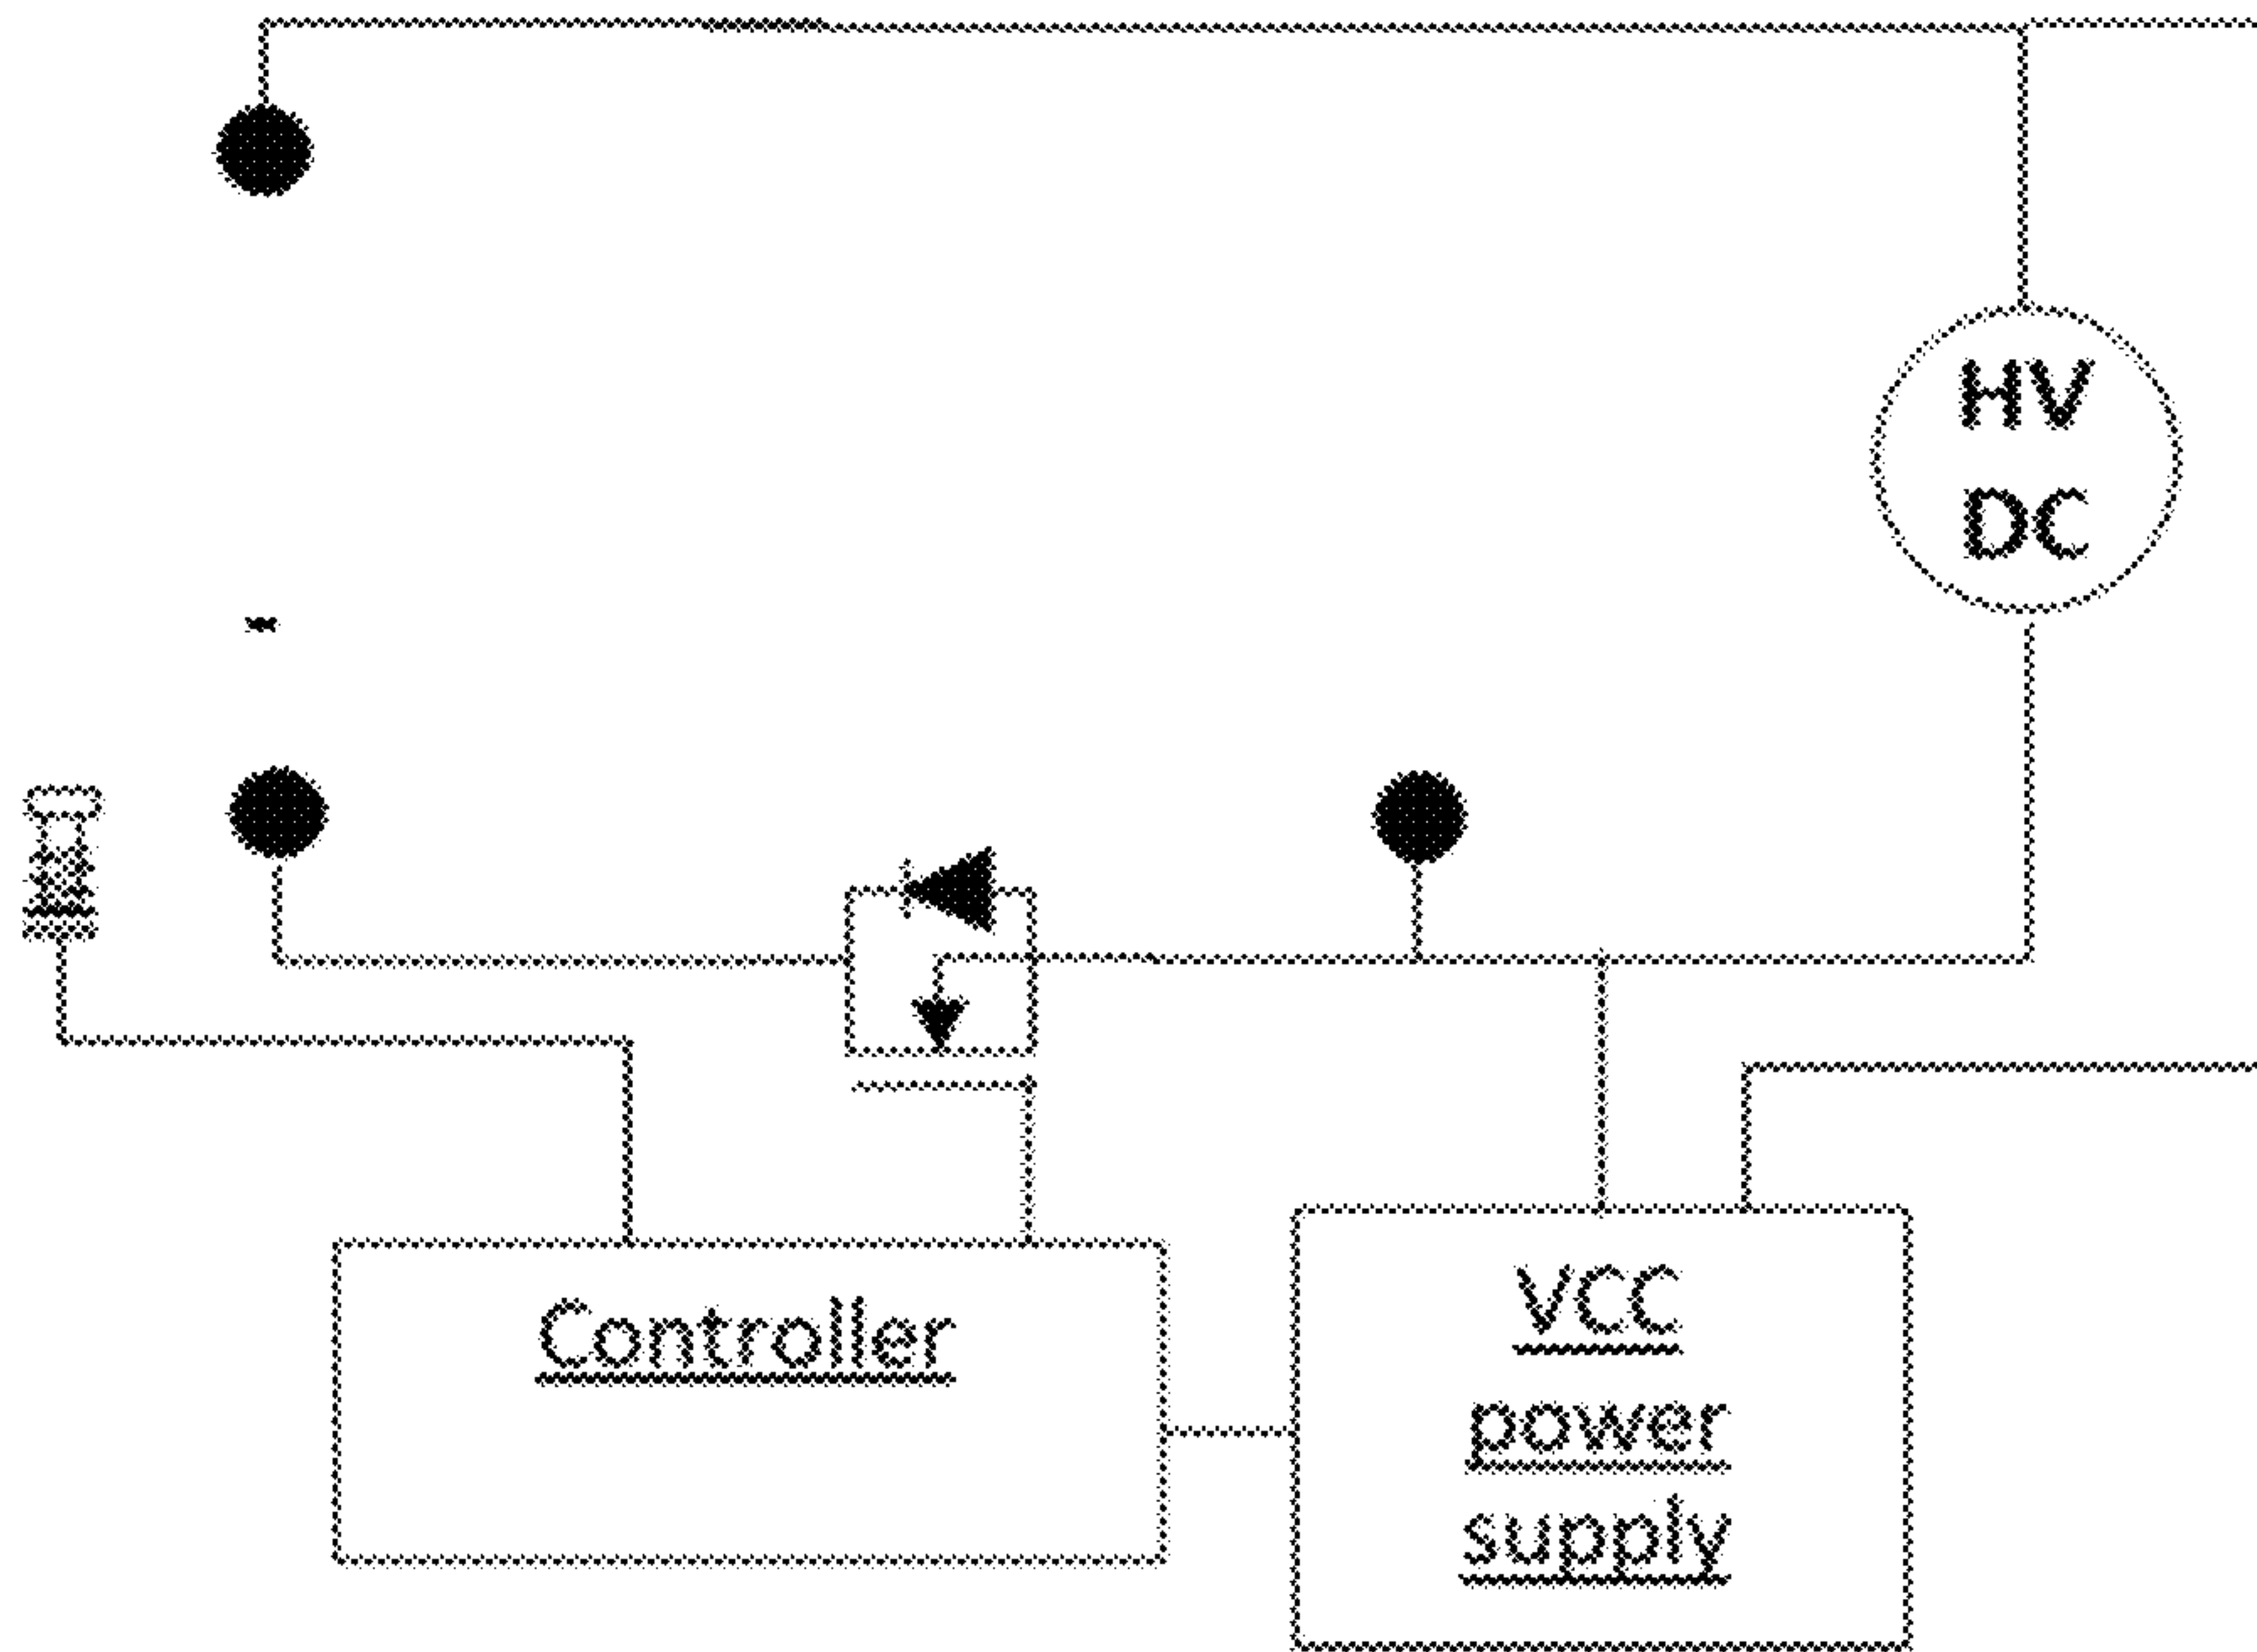 HV
DC
-
Controller
VCC
power
supply